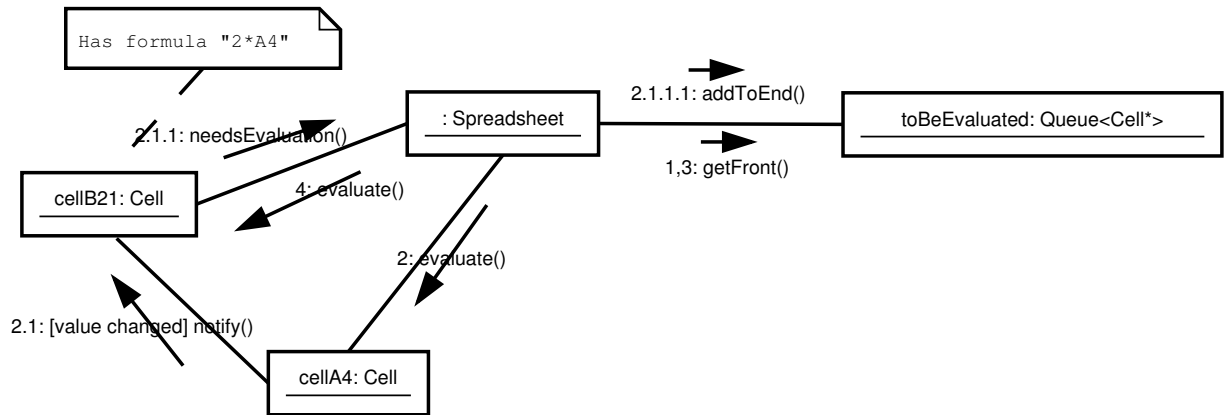 Has formula "2*A4"
2.1.1.1: addToEnd()
: Spreadsheet
toBeEvaluated: Queue<Cell*>
2.1.1: needsEvaluation()
1,3: getFront()
4: evaluate()
cellB21: Cell
2: evaluate()
2.1: [value changed] notify()
cellA4: Cell